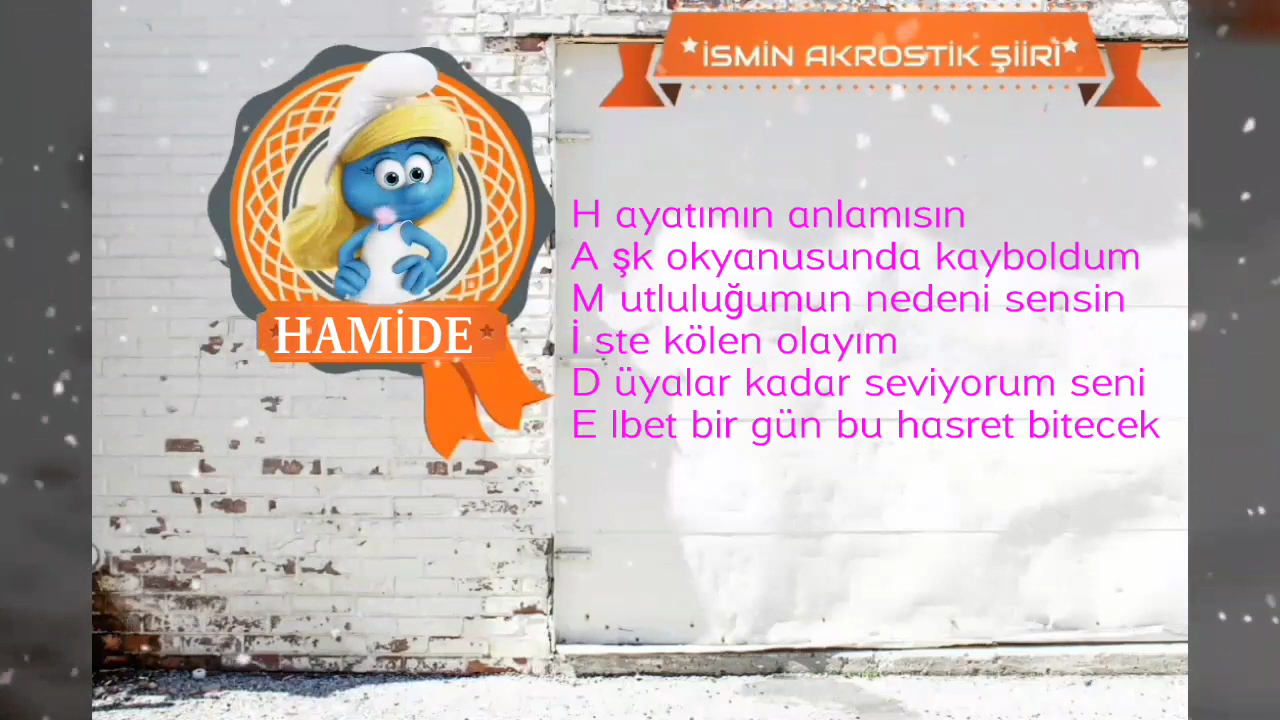 İSMİN AKROSTİK ŞİİRİ
HAMİDE
H ayatımın anlamısın
A şk okyanusunda kayboldum
M utluluğumun nedeni sensin
İ ste kölen olayım
D üyalar kadar seviyorum seni
E lbet bir gün bu hasret bitecek